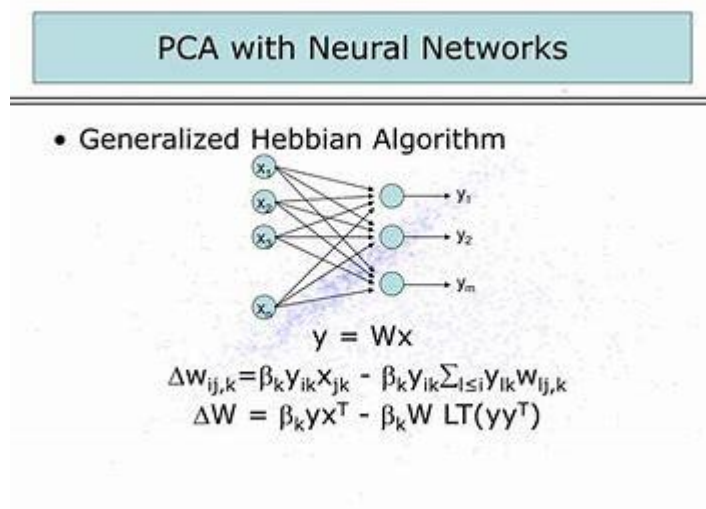 PCA with Neural Networks
• Generalized Hebbian Algorithm
x₁
x₂
x₃
xₙ
y₁
y₂
yₘ
y = Wx
Δwᵢⱼ,ₖ=βₖyᵢₖxⱼₖ - βₖyᵢₖΣₗ≤ᵢyₗₖwₗⱼ,ₖ
ΔW = βₖyxᵀ - βₖW LT(yyᵀ)